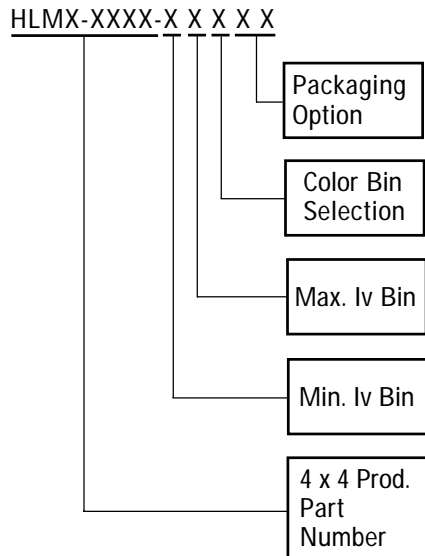 HLMX-XXXX-X X X X X
Packaging
Option
Color Bin
Selection
Max. Iv Bin
Min. Iv Bin
4 x 4 Prod.
Part
Number